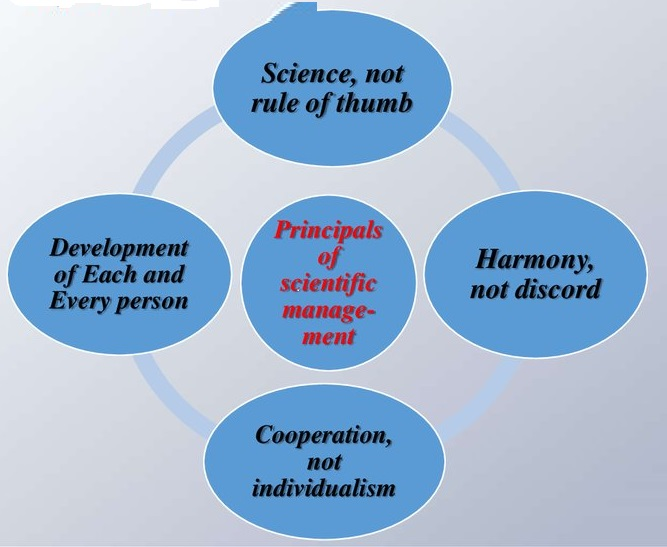 Science, not
rule of thumb
Principals
of
scientific
manage-
ment
Development
of Each and
Every person
Harmony,
not discord
Cooperation,
not
individualism